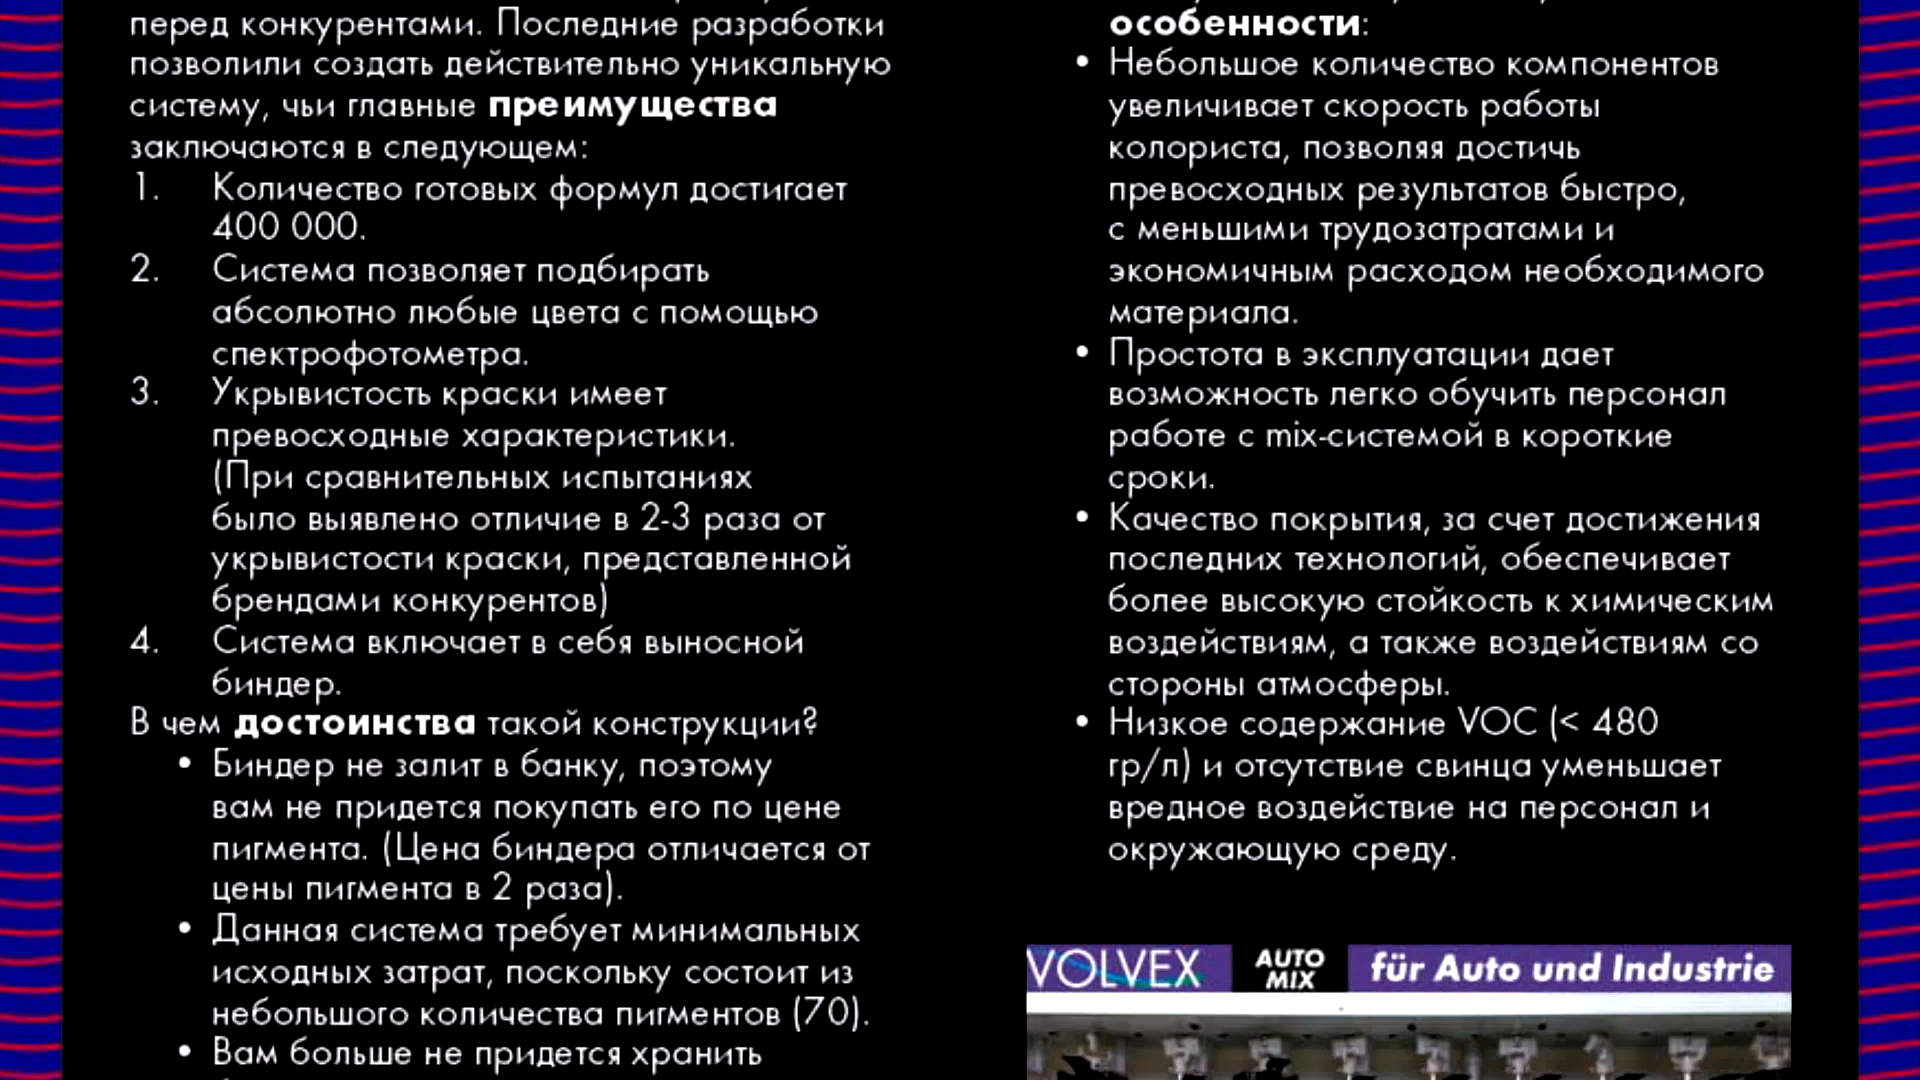 перед конкурентами. Последние разработки
позволили создать действительно уникальную
систему, чьи главные преимущества
заключаются в следующем:
1. Количество готовых формул достигает
400 000.
2. Система позволяет подбирать
абсолютно любые цвета с помощью
спектрофотометра.
3. Укрывистость краски имеет
превосходные характеристики.
(При сравнительных испытаниях
было выявлено отличие в 2-3 раза от
укрывистости краски, представленной
брендами конкурентов)
4. Система включает в себя выносной
биндер.
В чем достоинства такой конструкции?
• Биндер не залит в банку, поэтому
вам не придется покупать его по цене
пигмента. (Цена биндера отличается от
цены пигмента в 2 раза).
• Данная система требует минимальных
исходных затрат, поскольку состоит из
небольшого количества пигментов (70).
• Вам больше не придется хранить
особенности:
• Небольшое количество компонентов
увеличивает скорость работы
колориста, позволяя достичь
превосходных результатов быстро,
с меньшими трудозатратами и
экономичным расходом необходимого
материала.
• Простота в эксплуатации дает
возможность легко обучить персонал
работе с mix-системой в короткие
сроки.
• Качество покрытия, за счет достижения
последних технологий, обеспечивает
более высокую стойкость к химическим
воздействиям, а также воздействиям со
стороны атмосферы.
• Низкое содержание VOC (< 480
гр/л) и отсутствие свинца уменьшает
вредное воздействие на персонал и
окружающую среду.
VOLVEX AUTO MIX für Auto und Industrie